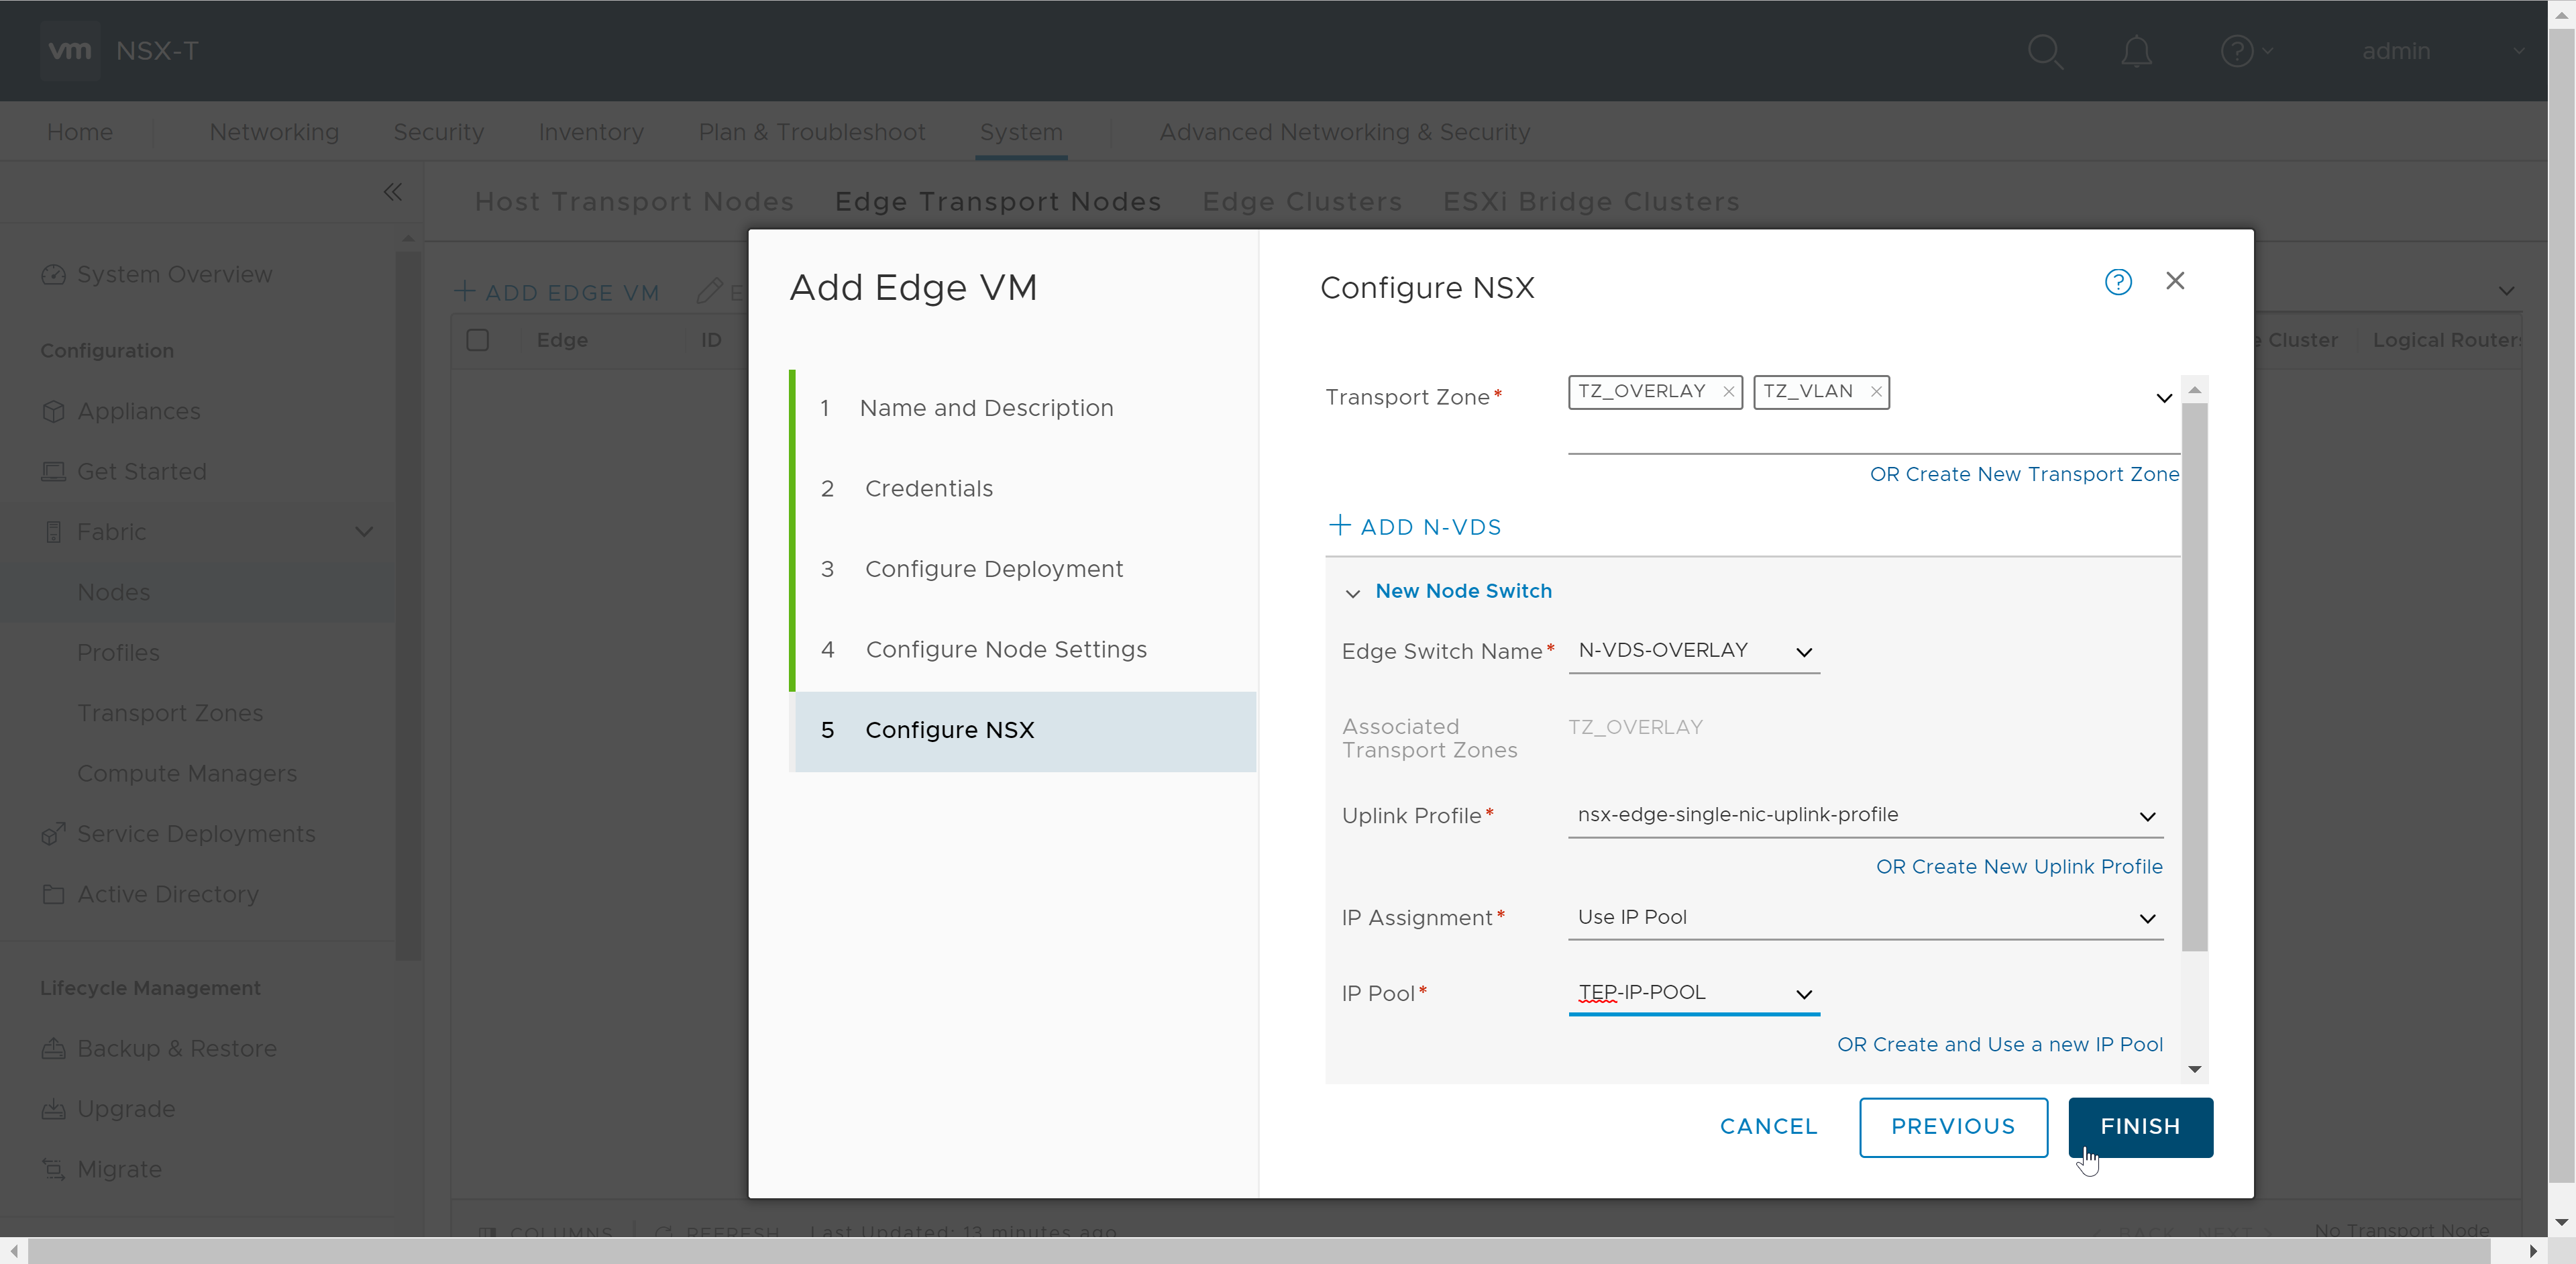 vm NSX-T
admin
Home Networking Security Inventory Plan & Troubleshoot System Advanced Networking & Security
Host Transport Nodes Edge Transport Nodes Edge Clusters ESXi Bridge Clusters
System Overview
Configuration
Appliances
Get Started
Fabric
Nodes
Profiles
Transport Zones
Compute Managers
Service Deployments
Active Directory
Lifecycle Management
Backup & Restore
Upgrade
Migrate
+ ADD EDGE VM E
Edge ID
Cluster Logical Routers
Add Edge VM
1 Name and Description
2 Credentials
3 Configure Deployment
4 Configure Node Settings
5 Configure NSX
Configure NSX
Transport Zone* TZ_OVERLAY × TZ_VLAN ×
OR Create New Transport Zone
+ ADD N-VDS
New Node Switch
Edge Switch Name* N-VDS-OVERLAY
Associated
Transport Zones TZ_OVERLAY
Uplink Profile* nsx-edge-single-nic-uplink-profile
OR Create New Uplink Profile
IP Assignment* Use IP Pool
IP Pool* TEP-IP-POOL
OR Create and Use a new IP Pool
CANCEL PREVIOUS FINISH
COLUMNS REFRESH Last Updated: 13 minutes ago
BACK NEXT No Transport Node